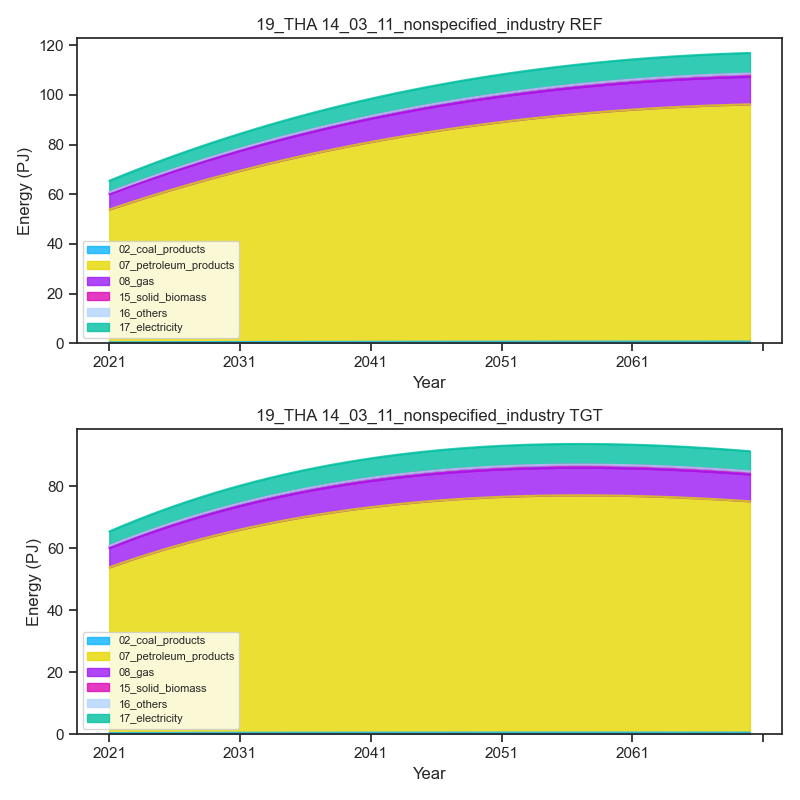 19_THA 14_03_11_nonspecified_industry REF
120
100
80
60
40
20
0
Energy (PJ)
02_coal_products
07_petroleum_products
08_gas
15_solid_biomass
16_others
17_electricity
2021 2031 2041 2051 2061
Year
19_THA 14_03_11_nonspecified_industry TGT
80
60
40
20
0
Energy (PJ)
02_coal_products
07_petroleum_products
08_gas
15_solid_biomass
16_others
17_electricity
2021 2031 2041 2051 2061
Year